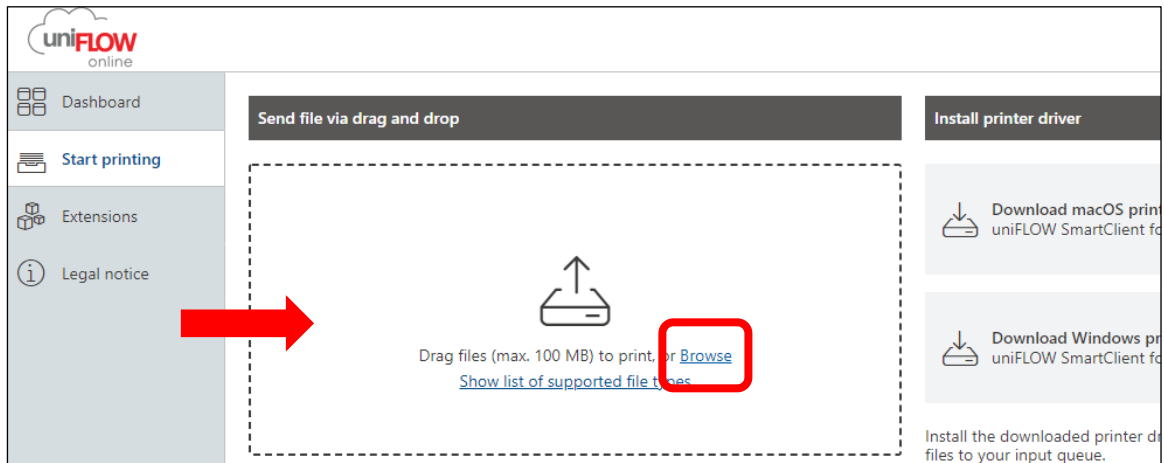 uniFLOW
online
Dashboard
Start printing
Extensions
Legal notice
Send file via drag and drop
Drag files (max. 100 MB) to print, or Browse
Show list of supported file types
Install printer driver
Download macOS print
uniFLOW SmartClient fo
Download Windows pr
uniFLOW SmartClient fo
Install the downloaded printer dr
files to your input queue.